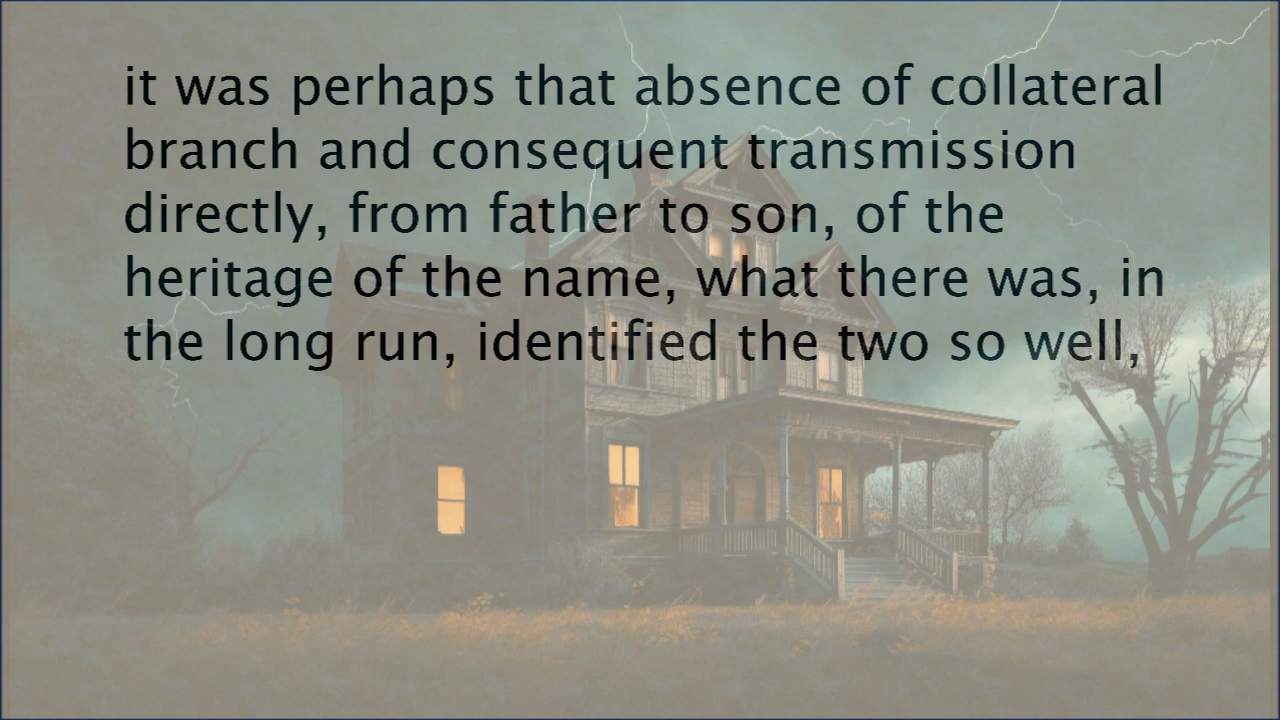 it was perhaps that absence of collateral
branch and consequent transmission
directly, from father to son, of the
heritage of the name, what there was, in
the long run, identified the two so well,